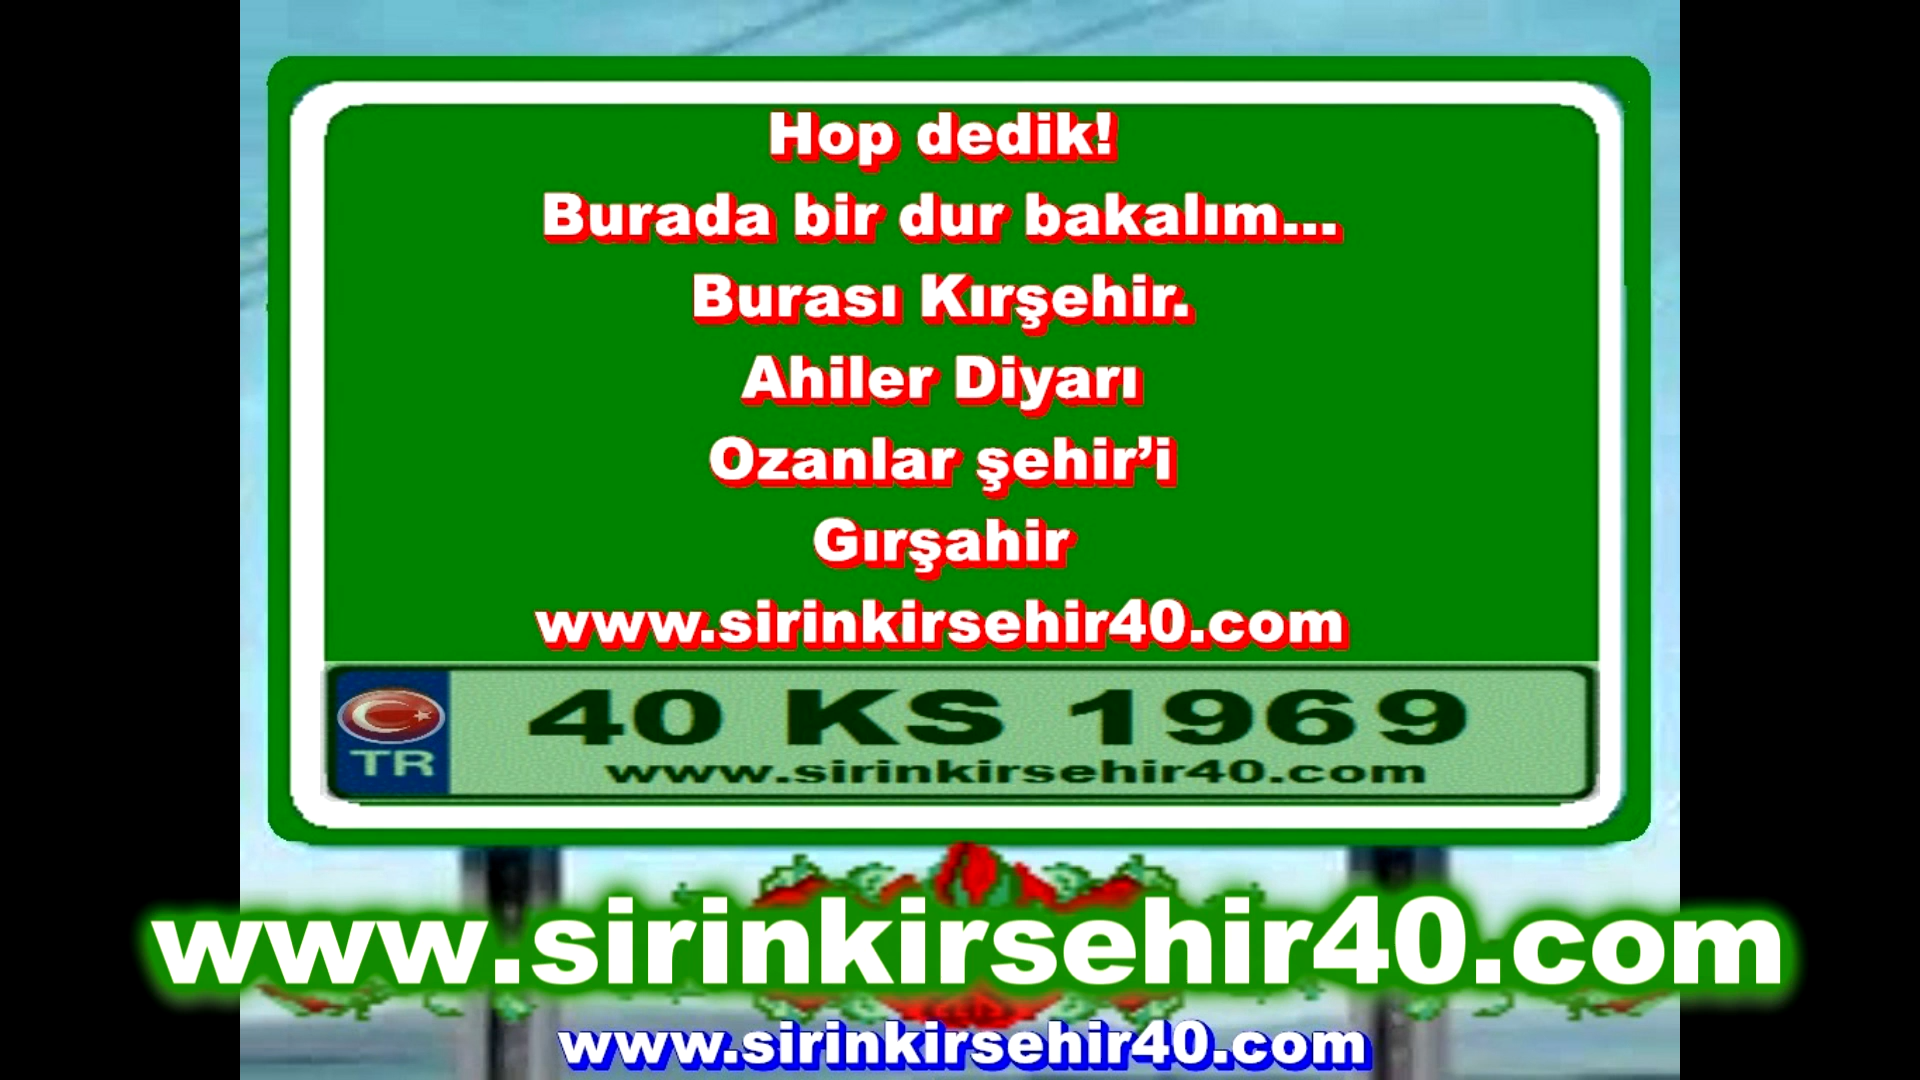 Hop dedik!
Burada bir dur bakalım...
Burası Kırşehir.
Ahiler Diyarı
Ozanlar şehir’i
Gırşahir
www.sirinkirsehir40.com
40 KS 1969
TR
www.sirinkirsehir40.com
www.sirinkirsehir40.com
www.sirinkirsehir40.com